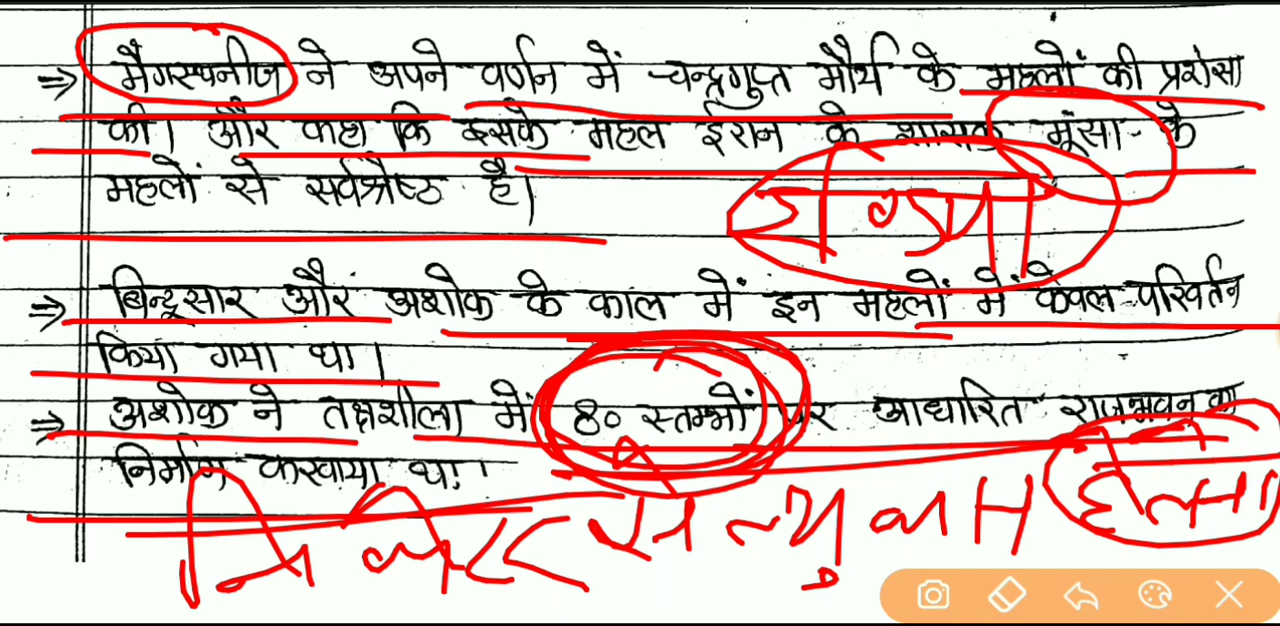 ⇒ मैगस्थनीज ने अपने वर्णन में चन्द्रगुप्त मौर्य के महलों की प्रशंसा
की। और कहा कि इसके महल ईरान के शासक मूंसा के
महलों से सर्वश्रेष्ठ है।
⇒ बिन्दूसार और अशोक के काल में इन महलों में केवल परिवर्तन
किया गया था।
⇒ अशोक ने तक्षशीला में 80 स्तम्भों पर आधारित राजभवन का
निर्माण करवाया था।